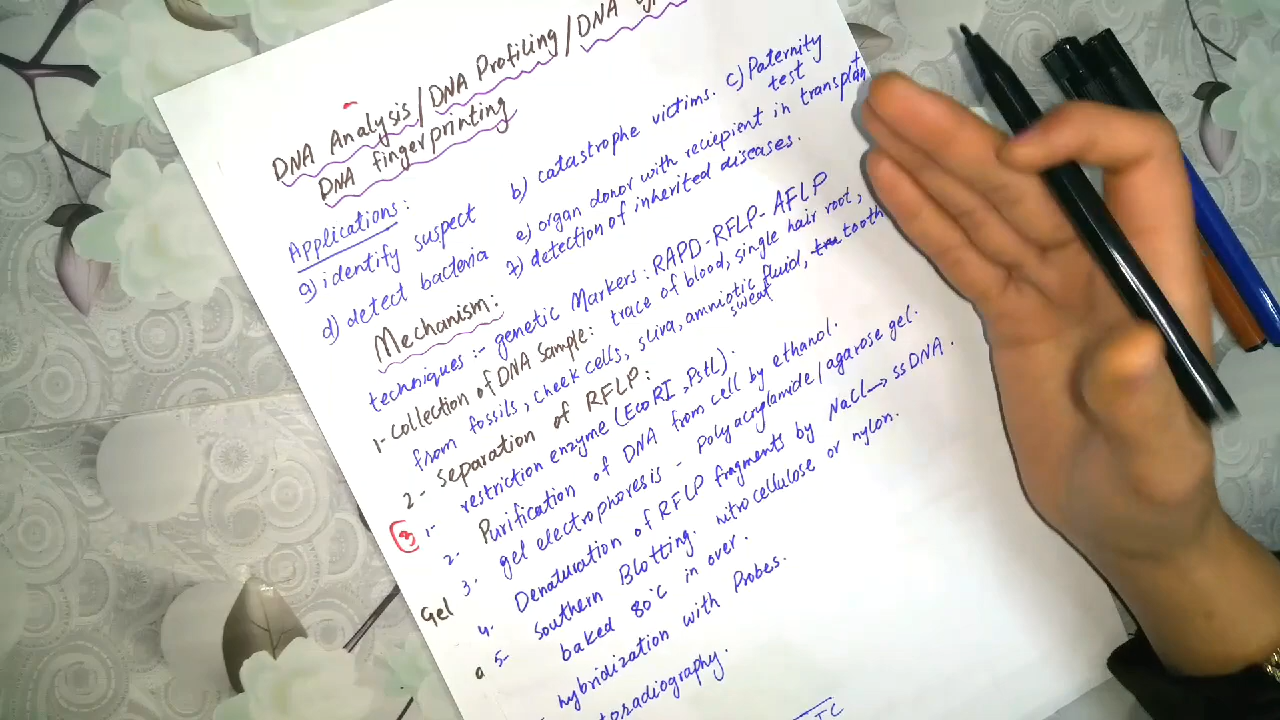 DNA Analysis/DNA Profiling/DNA
DNA fingerprinting
Applications:
a) identify suspect b) catastrophe victims. c) Paternity test
d) detect bacteria e) organ donor with reciepient in transplant
7) detection of inherited diseases.
Mechanism:
techniques :- genetic Markers : RAPD-RFLP-AFLP
1- collection of DNA Sample: trace of blood, single hair root,
from fossils, cheek cells, sliva, amniotic fluid, tooth
sweat
2- Separation of RFLP:
3 1- restriction enzyme (EcoRI, PstI).
2- Purification of DNA from cell by ethanol.
3- gel electrophoresis - polyacrylamide/agarose gel.
Gel
4- Denaturation of RFLP fragments by NaCl → ssDNA.
a 5- Southern Blotting. nitrocellulose or nylon.
baked 80°C in over.
hybridization with Probes.
toradiography.